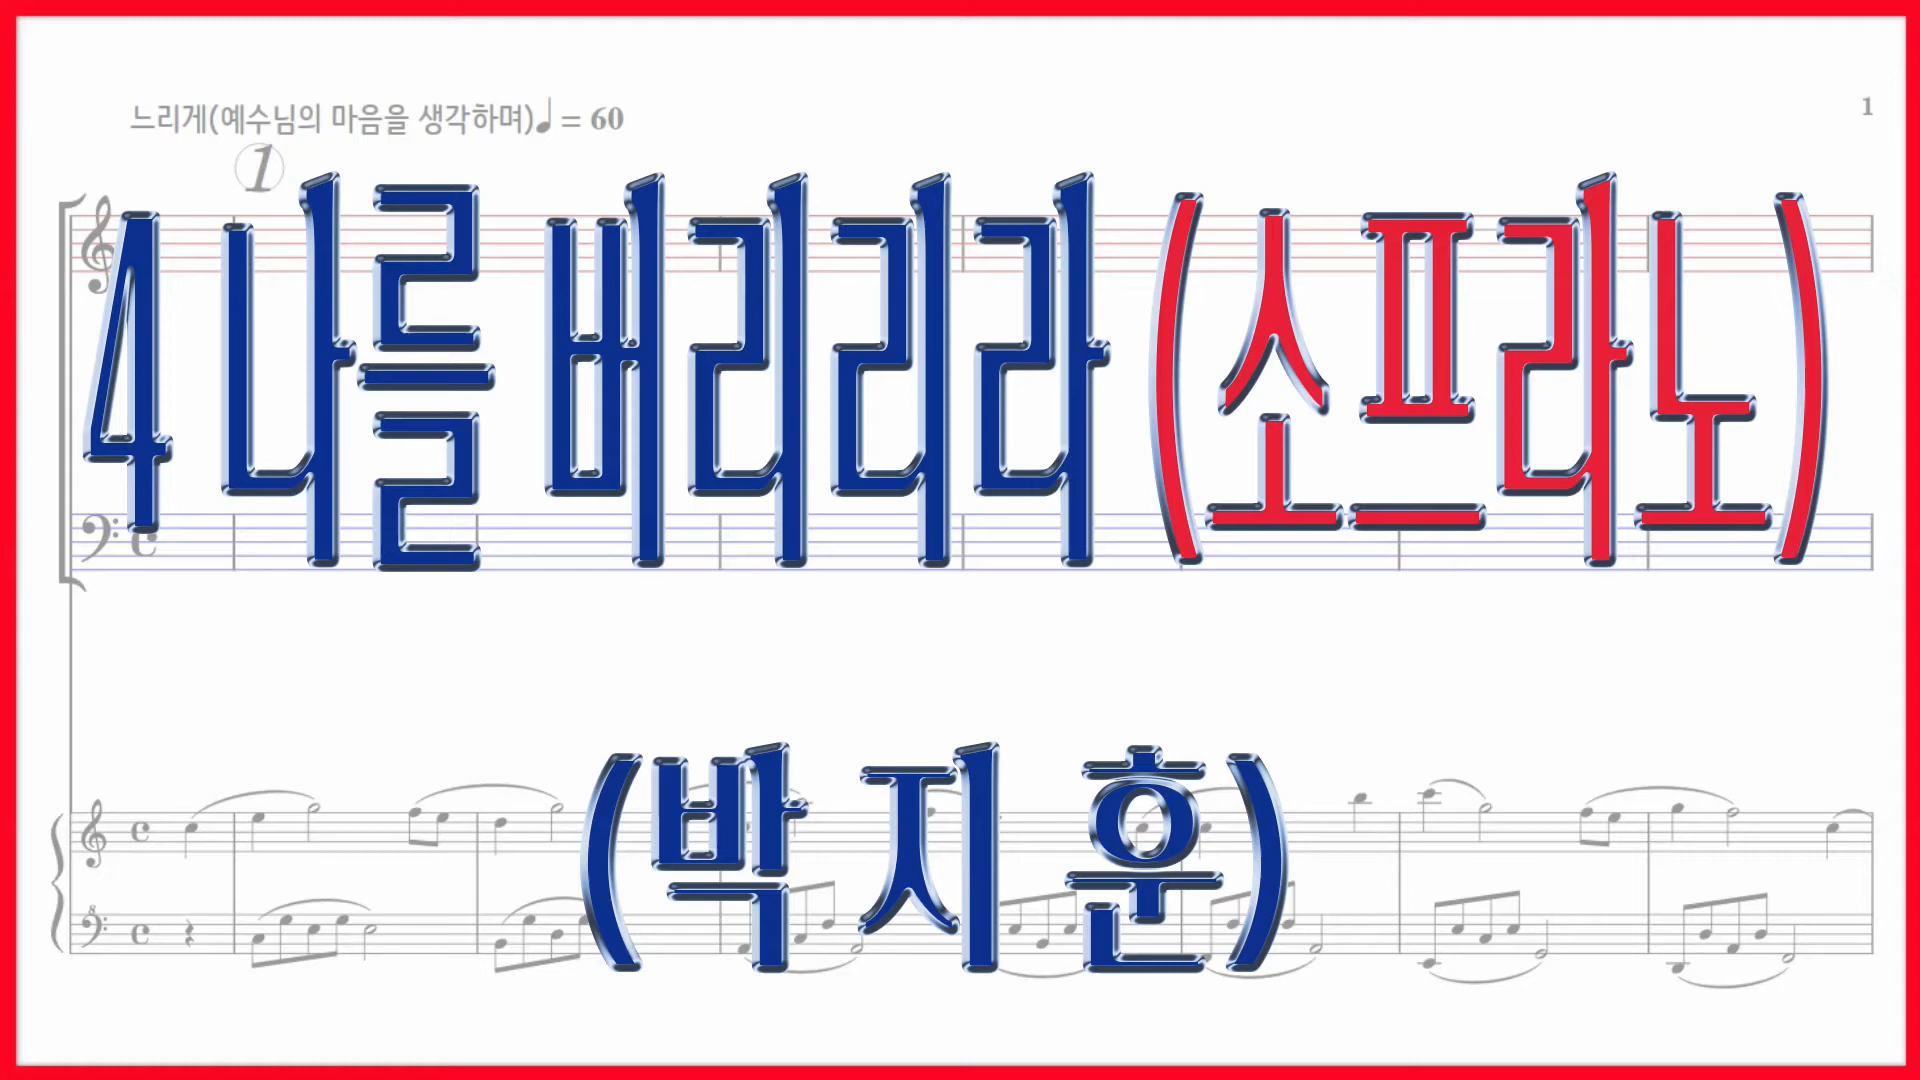 느리게(예수님의 마음을 생각하며)♩ = 60
1
1
4 나를 버리리라 (소프라노)
(박지훈)